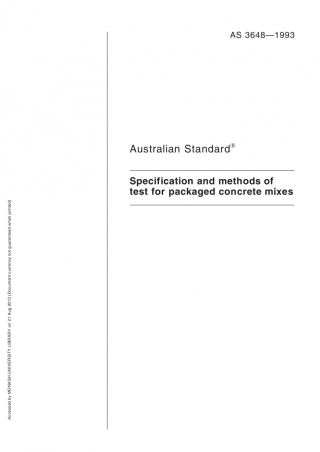 AS 3648—1993
Australian Standard®
Specification and methods of
test for packaged concrete mixes
Accessed by MONASH UNIVERSITY LIBRARY on 21 Aug 2013 (Document currency not guaranteed when printed)